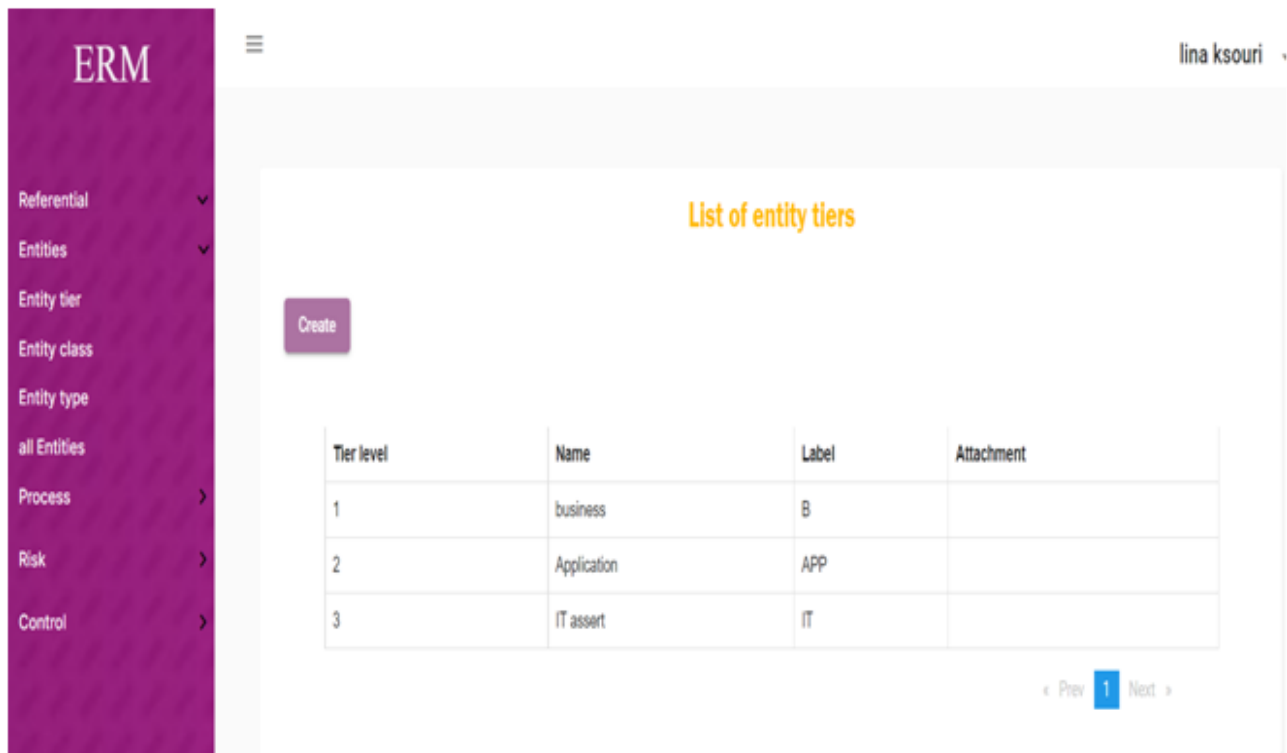 ERM
lina ksouri
Referential
Entities
Entity tier
Entity class
Entity type
all Entities
Process
Risk
Control
List of entity tiers
Create
Tier level Name Label Attachment
1 business B
2 Application APP
3 IT assert IT
« Prev 1 Next »